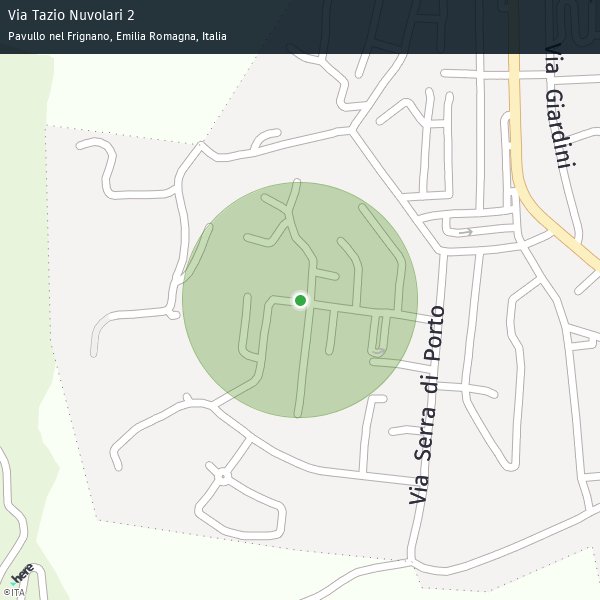 Via Tazio Nuvolari 2
Pavullo nel Frignano, Emilia Romagna, Italia
Via Giardini
Via Serra di Porto
here
©ITA